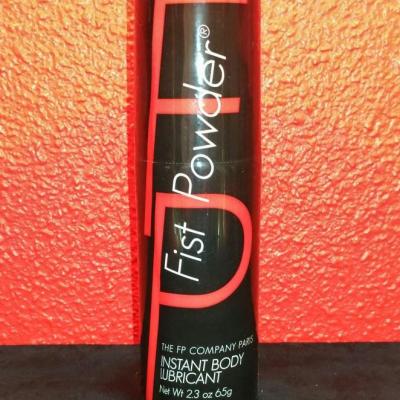 FP
Fist Powder®
THE FP COMPANY PARIS
INSTANT BODY
LUBRICANT
Net Wt 2.3 oz 65g